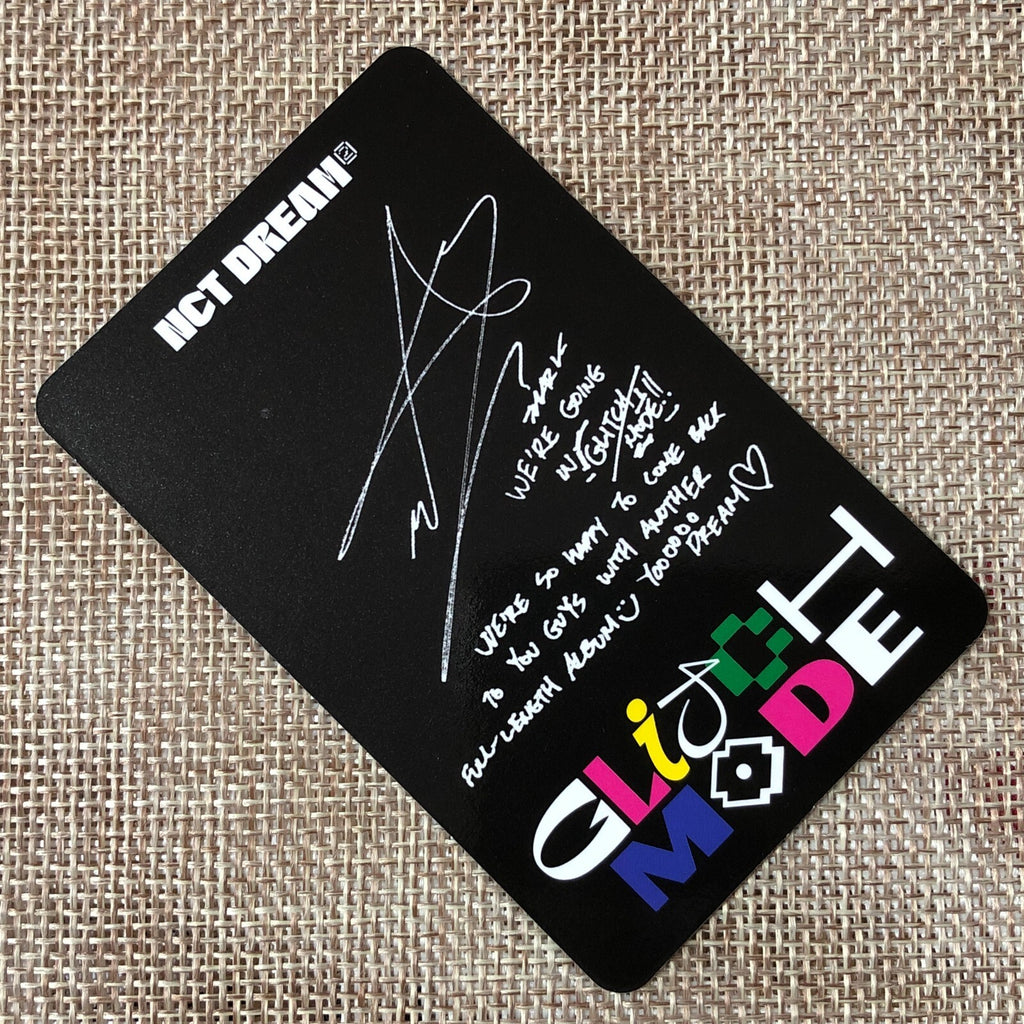 NCT DREAM
MARK
WE'RE GOING
IN "GLITCH
MODE"!!
WE'RE SO HAPPY TO COME BACK
TO YOU GUYS WITH ANOTHER
FULL LENGTH ALBUM :) YOOOOOO
DREAM♡
GLiTCH
MODE